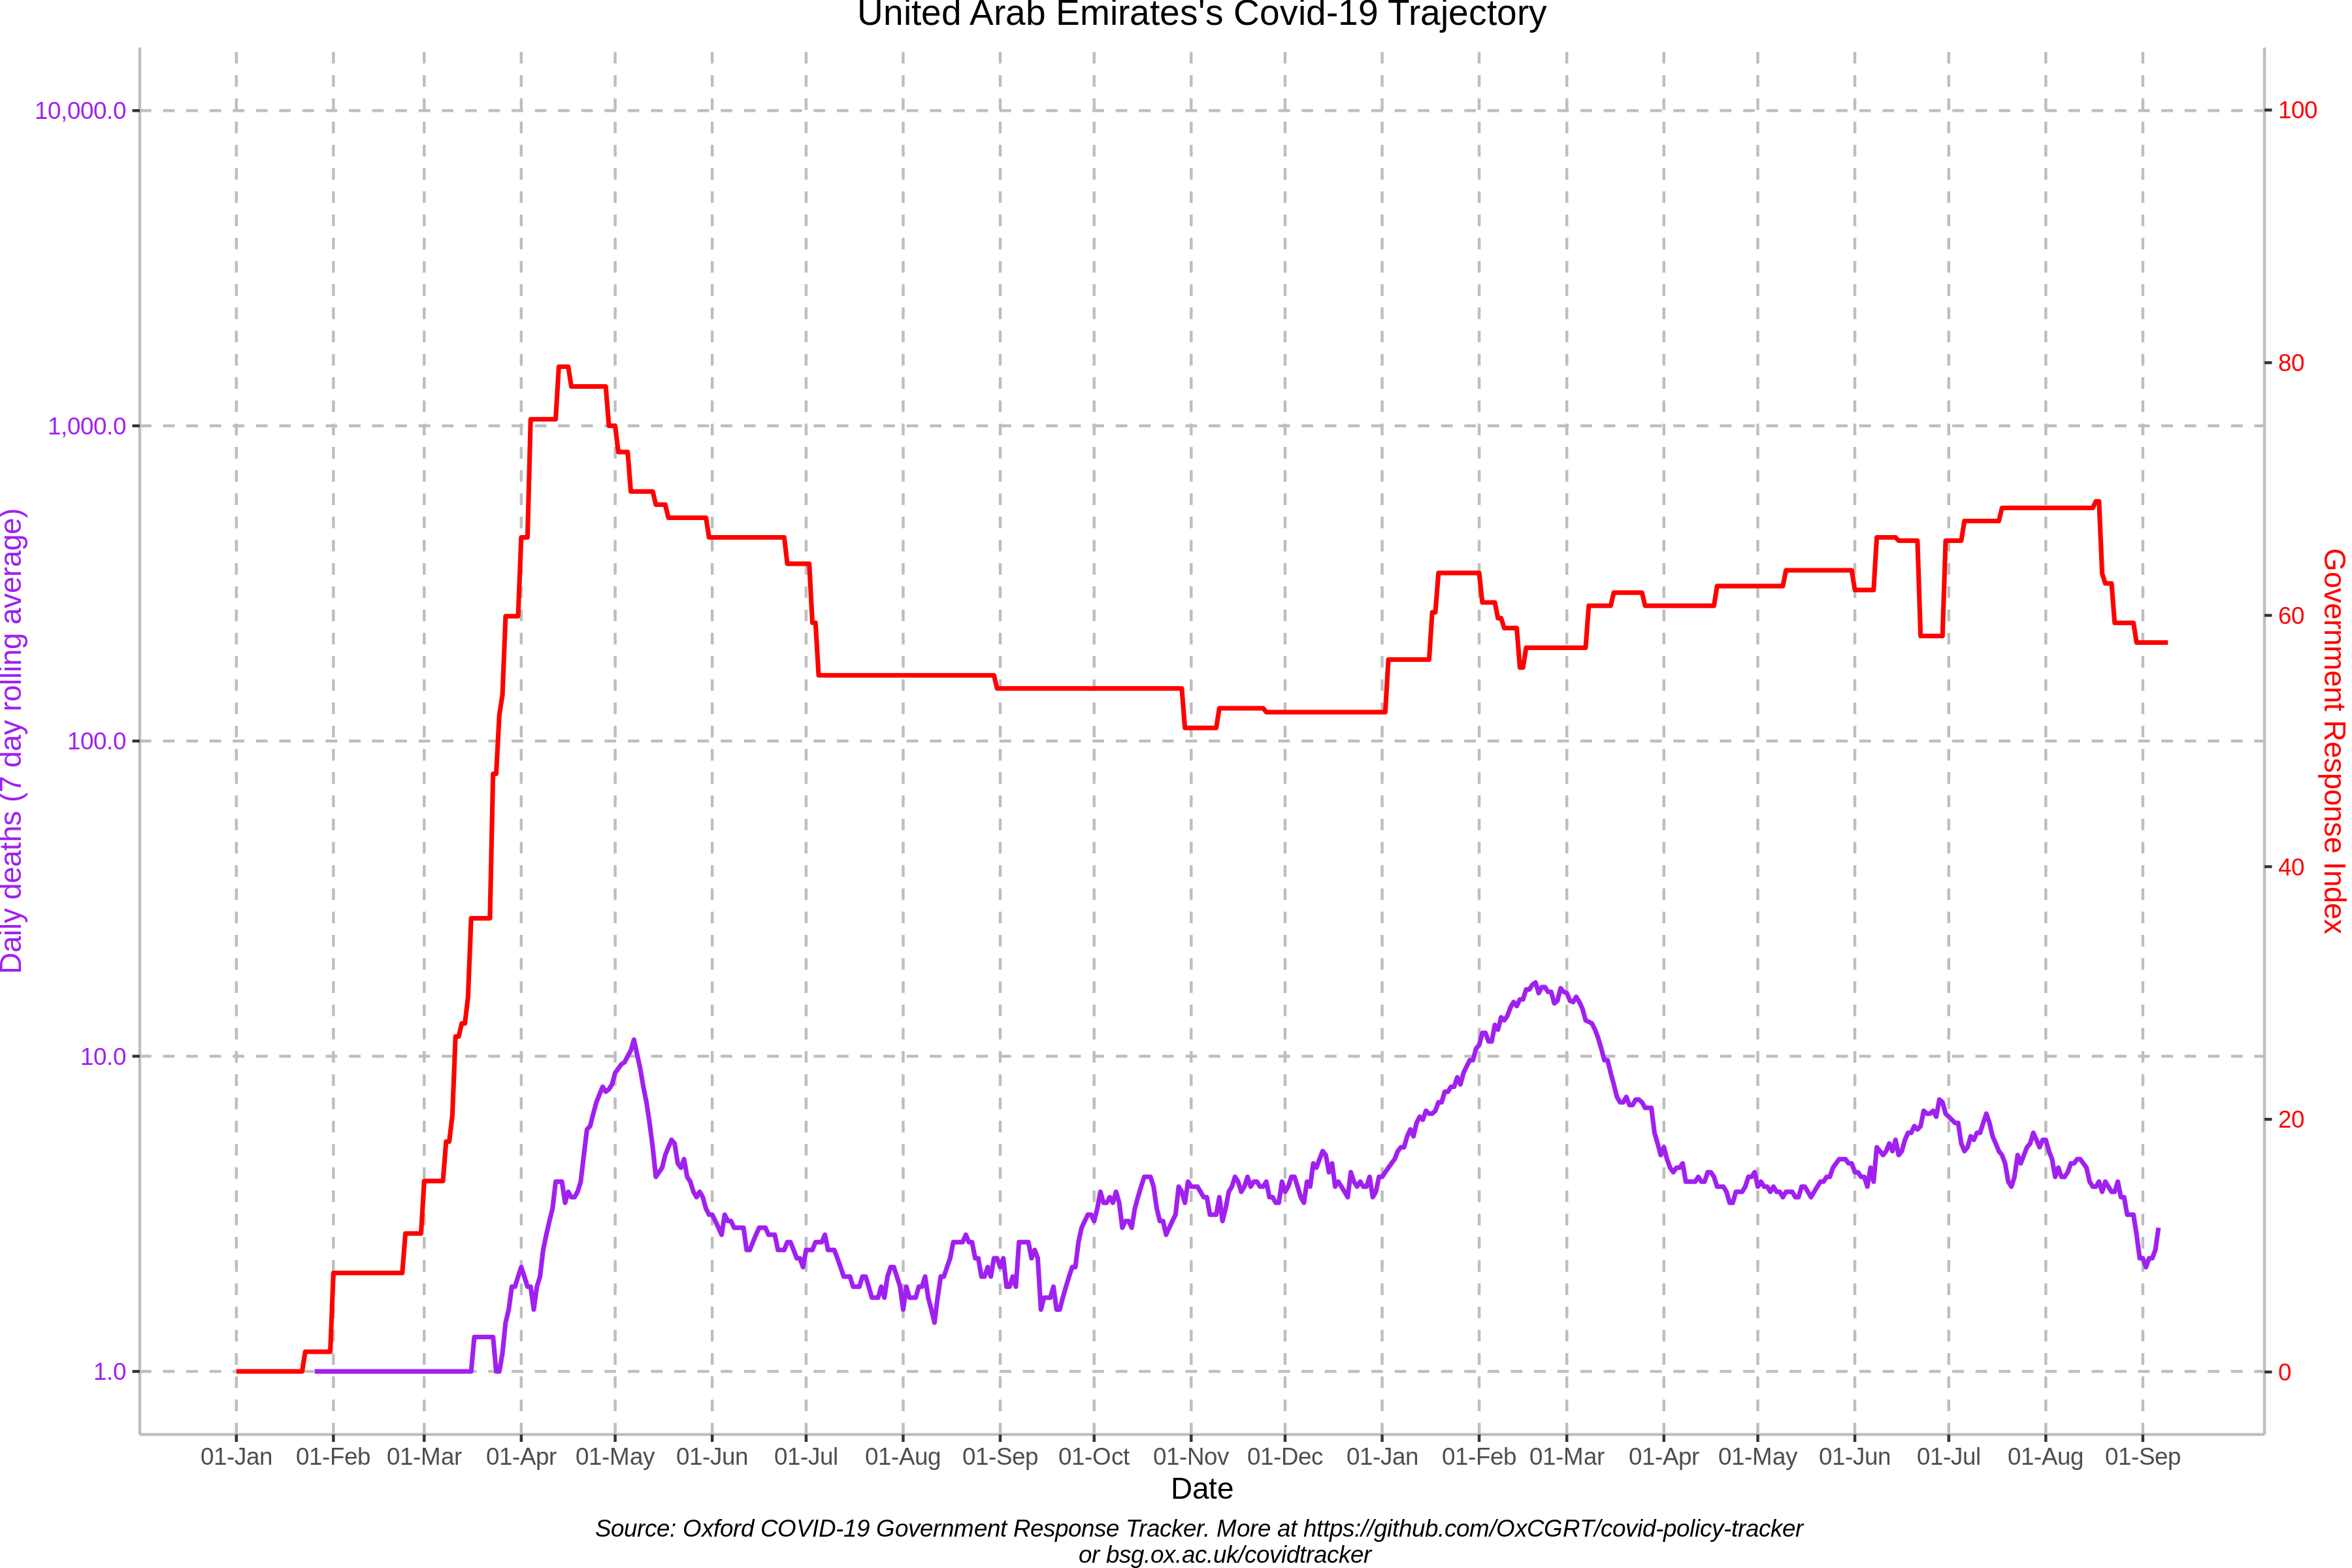 United Arab Emirates's Covid-19 Trajectory
10,000.0
1,000.0
100.0
10.0
1.0
Daily deaths (7 day rolling average)
100
80
60
40
20
0
Government Response Index
01-Jan 01-Feb 01-Mar 01-Apr 01-May 01-Jun 01-Jul 01-Aug 01-Sep 01-Oct 01-Nov 01-Dec 01-Jan 01-Feb 01-Mar 01-Apr 01-May 01-Jun 01-Jul 01-Aug 01-Sep
Date
Source: Oxford COVID-19 Government Response Tracker. More at https://github.com/OxCGRT/covid-policy-tracker
or bsg.ox.ac.uk/covidtracker